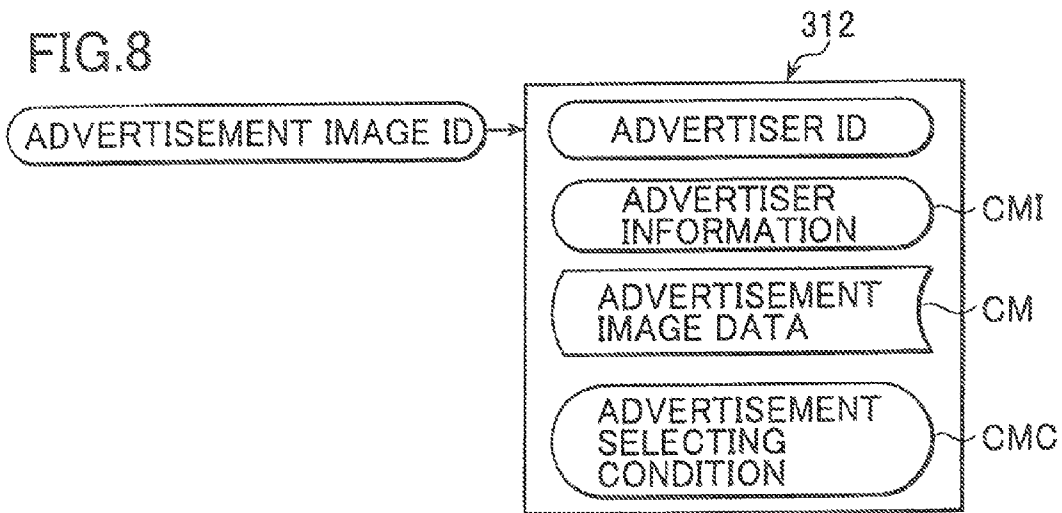 FIG.8
312
ADVERTISEMENT IMAGE ID
ADVERTISER ID
ADVERTISER
INFORMATION
CMI
ADVERTISEMENT
IMAGE DATA
CM
ADVERTISEMENT
SELECTING
CONDITION
CMC